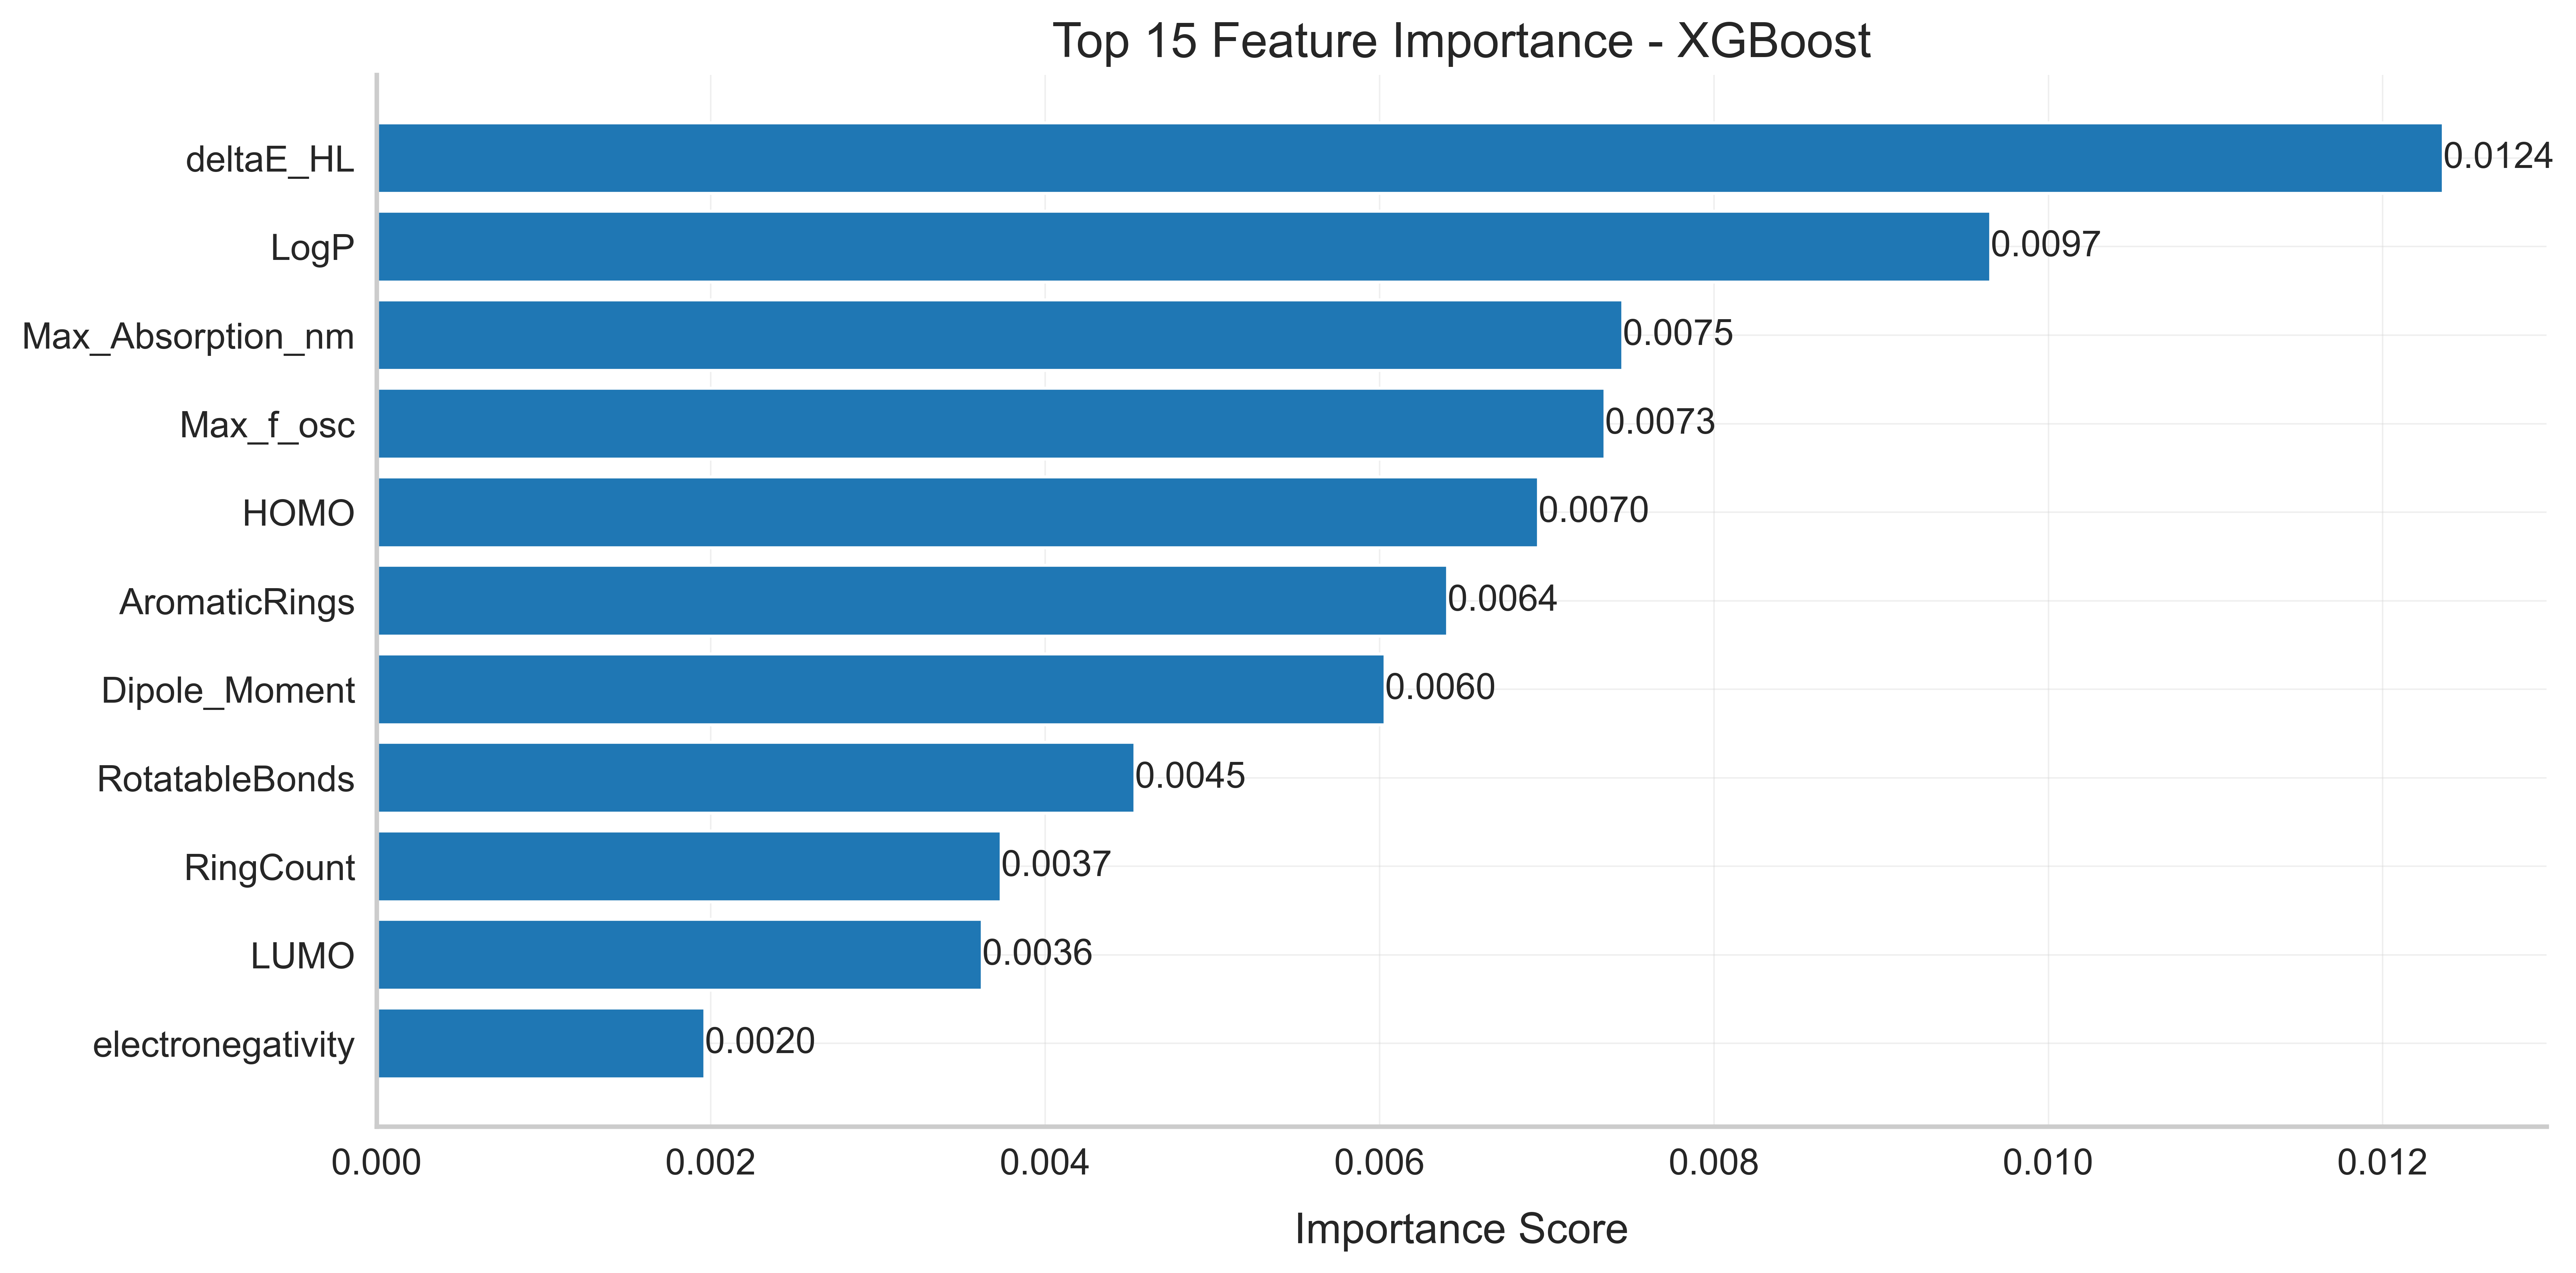 Top 15 Feature Importance - XGBoost
deltaE_HL 0.0124
LogP 0.0097
Max_Absorption_nm 0.0075
Max_f_osc 0.0073
HOMO 0.0070
AromaticRings 0.0064
Dipole_Moment 0.0060
RotatableBonds 0.0045
RingCount 0.0037
LUMO 0.0036
electronegativity 0.0020
0.000 0.002 0.004 0.006 0.008 0.010 0.012
Importance Score